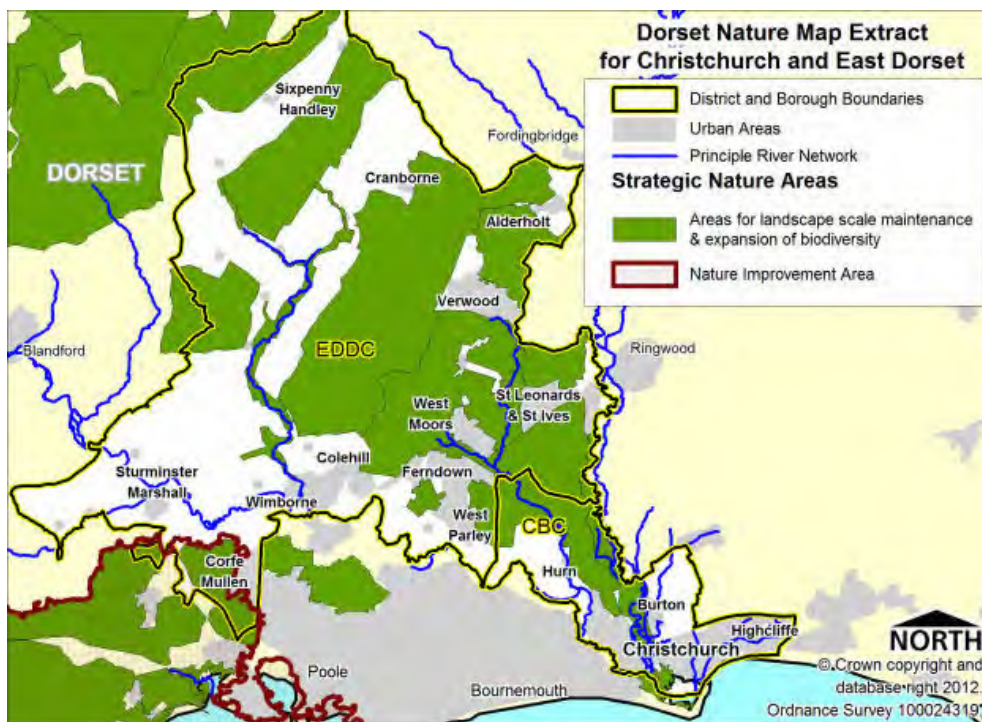 Dorset Nature Map Extract
for Christchurch and East Dorset
District and Borough Boundaries
Urban Areas
Principle River Network
Strategic Nature Areas
Areas for landscape scale maintenance
& expansion of biodiversity
Nature Improvement Area
Sixpenny
Handley
Fordingbridge
DORSET
Cranborne
Alderholt
Verwood
Blandford
EDDC
Ringwood
St Leonards
& St Ives
West
Moors
Colehill
Ferndown
Sturminster
Marshall
Wimborne
West
Parley
CBC
Corfe
Mullen
Hurn
Burton
Highcliffe
Christchurch
Poole
Bournemouth
NORTH
© Crown copyright and
database right 2012.
Ordnance Survey 100024319